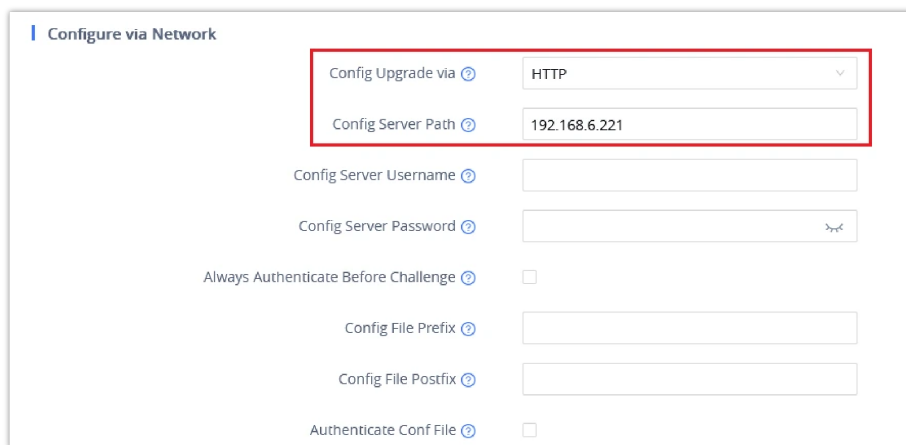 Configure via Network
Config Upgrade via HTTP
Config Server Path 192.168.6.221
Config Server Username
Config Server Password
Always Authenticate Before Challenge
Config File Prefix
Config File Postfix
Authenticate Conf File